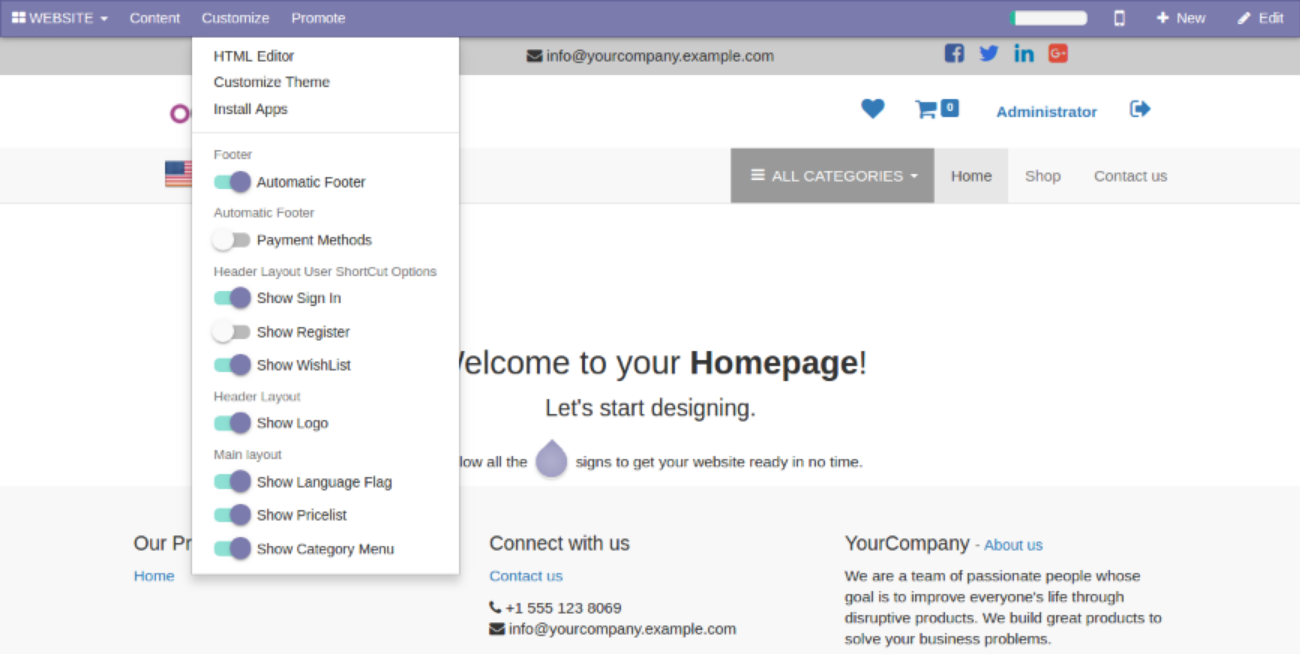 WEBSITE Content Customize Promote New Edit
HTML Editor
Customize Theme
Install Apps
Footer
Automatic Footer
Automatic Footer
Payment Methods
Header Layout User ShortCut Options
Show Sign In
Show Register
Show WishList
Header Layout
Show Logo
Main layout
Show Language Flag
Show Pricelist
Show Category Menu
info@yourcompany.example.com
0 Administrator
ALL CATEGORIES Home Shop Contact us
to your Homepage!
Let's start designing.
all the signs to get your website ready in no time.
Our
Home
Connect with us
Contact us
+1 555 123 8069
info@yourcompany.example.com
YourCompany - About us
We are a team of passionate people whose
goal is to improve everyone's life through
disruptive products. We build great products to
solve your business problems.